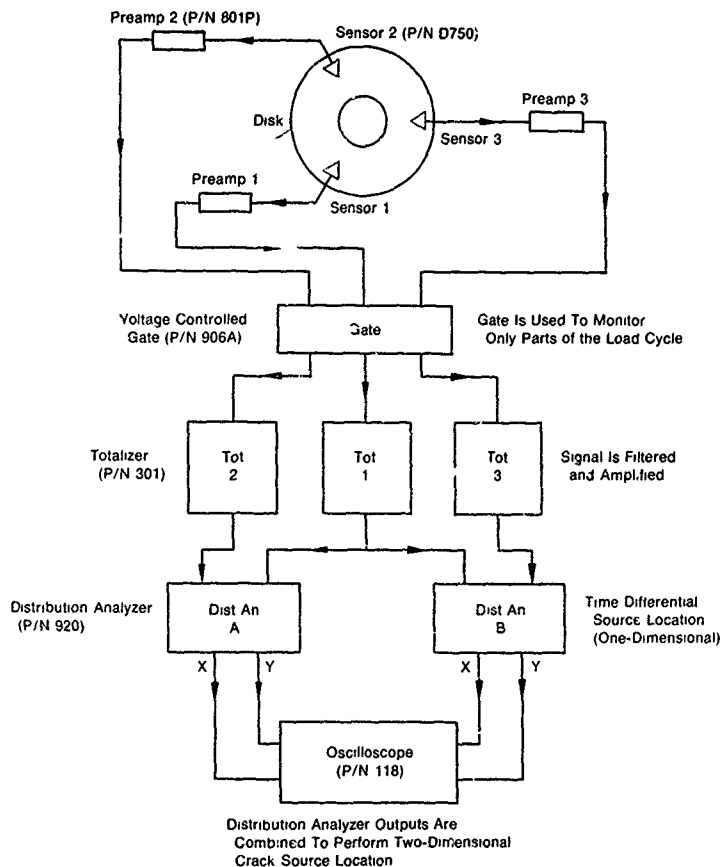 Preamp 2 (P/N 801P)
Sensor 2 (P/N D750)
Disk
Preamp 3
Sensor 3
Preamp 1
Sensor 1
Voltage Controlled
Gate (P/N 906A)
Gate
Gate Is Used To Monitor
Only Parts of the Load Cycle
Totalizer
(P/N 301)
Tot
2
Tot
1
Tot
3
Signal Is Filtered
and Amplified
Distribution Analyzer
(P/N 920)
Dist An
A
Dist An
B
Time Differential
Source Location
(One-Dimensional)
X
Y
X
Y
Oscilloscope
(P/N 118)
Distribution Analyzer Outputs Are
Combined To Perform Two-Dimensional
Crack Source Location